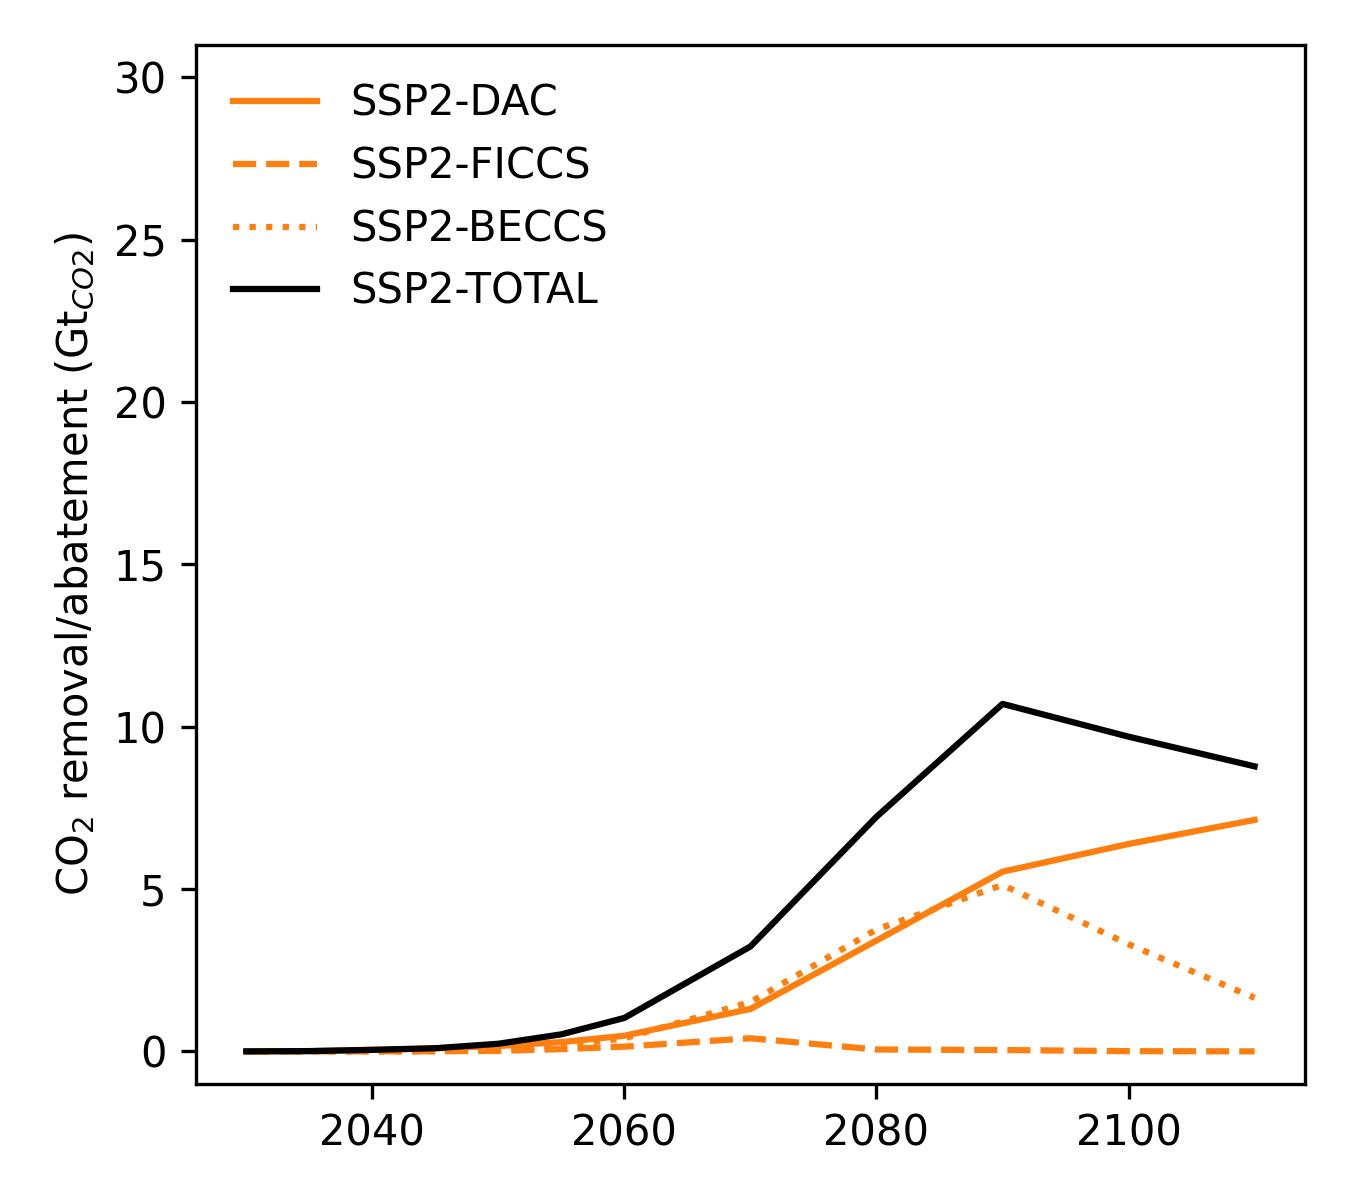 30
25
20
15
10
5
0
CO₂ removal/abatement (Gt_CO2)
SSP2-DAC
SSP2-FICCS
SSP2-BECCS
SSP2-TOTAL
2040 2060 2080 2100